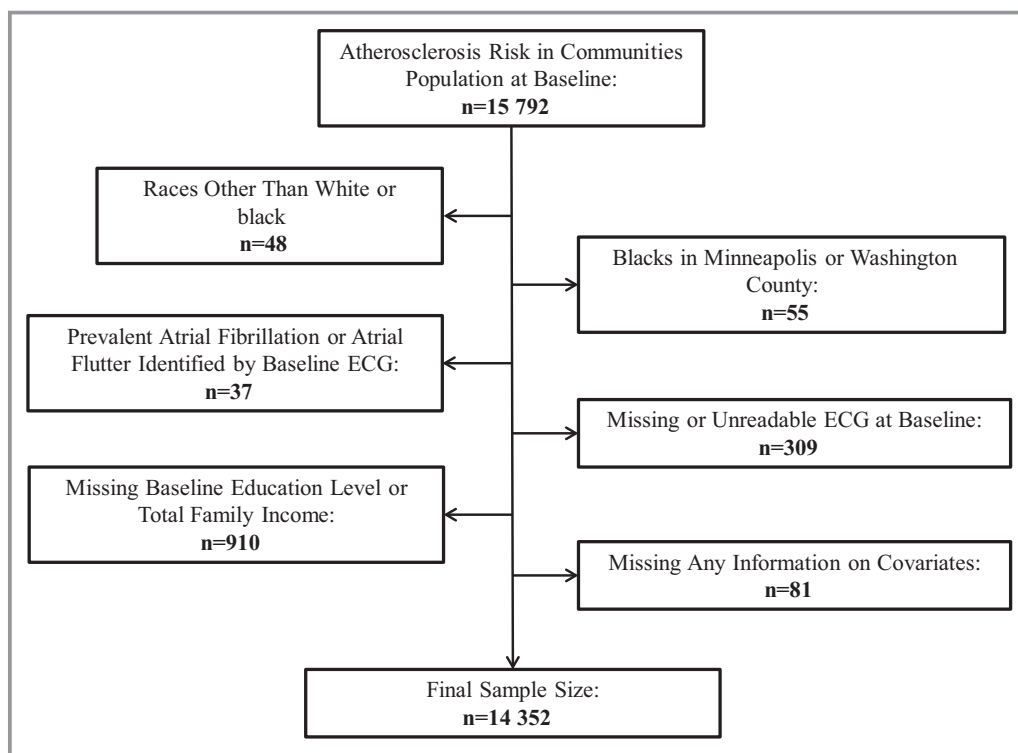 Atherosclerosis Risk in Communities
Population at Baseline:
n=15 792
Races Other Than White or
black
n=48
Blacks in Minneapolis or Washington
County:
n=55
Prevalent Atrial Fibrillation or Atrial
Flutter Identified by Baseline ECG:
n=37
Missing or Unreadable ECG at Baseline:
n=309
Missing Baseline Education Level or
Total Family Income:
n=910
Missing Any Information on Covariates:
n=81
Final Sample Size:
n=14 352